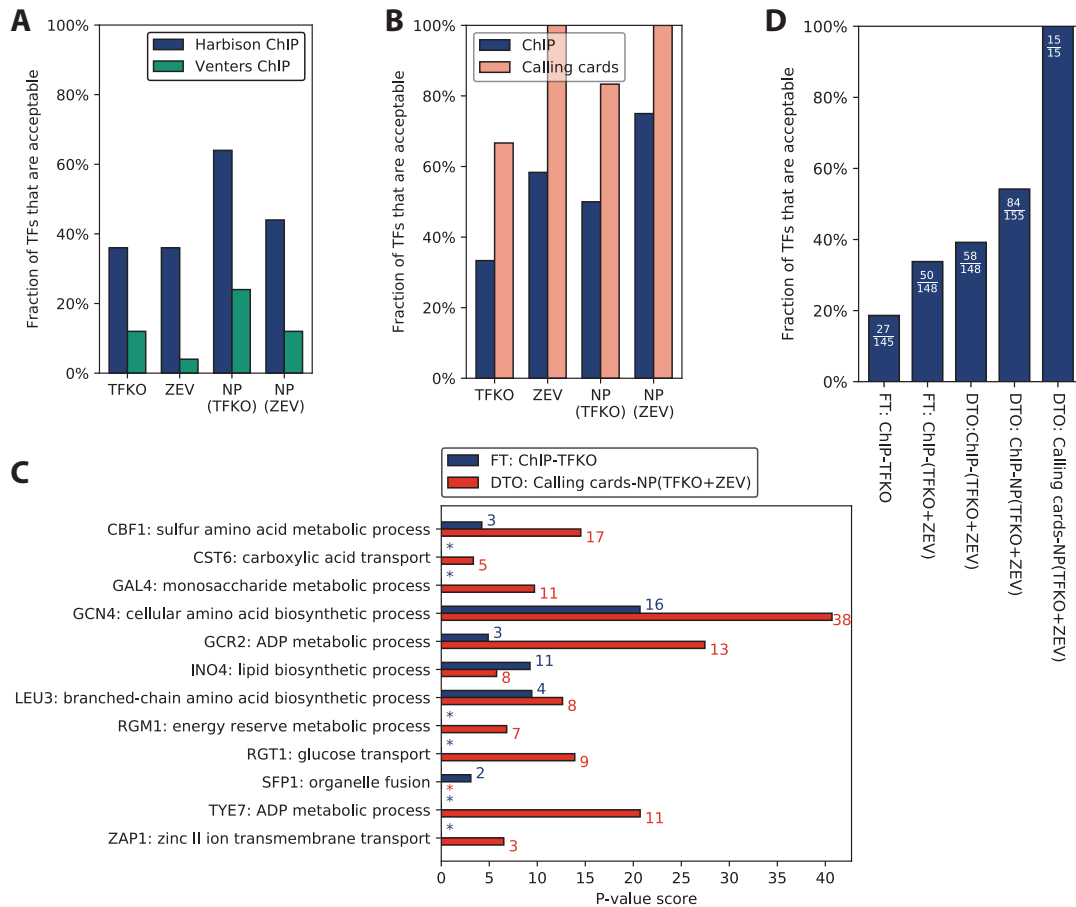 A
Fraction of TFs that are acceptable
100%
80%
60%
40%
20%
0%
Harbison ChIP
Venters ChIP
TFKO
ZEV
NP
(TFKO)
NP
(ZEV)
B
Fraction of TFs that are acceptable
100%
80%
60%
40%
20%
0%
ChIP
Calling cards
TFKO
ZEV
NP
(TFKO)
NP
(ZEV)
D
Fraction of TFs that are acceptable
100%
80%
60%
40%
20%
0%
27
145
50
148
58
148
84
155
15
15
FT: ChIP-TFKO
FT: ChIP-(TFKO+ZEV)
DTO:ChIP-(TFKO+ZEV)
DTO: ChIP-NP(TFKO+ZEV)
DTO: Calling cards-NP(TFKO+ZEV)
C
FT: ChIP-TFKO
DTO: Calling cards-NP(TFKO+ZEV)
CBF1: sulfur amino acid metabolic process
3
17
CST6: carboxylic acid transport
*
5
GAL4: monosaccharide metabolic process
*
11
GCN4: cellular amino acid biosynthetic process
16
38
GCR2: ADP metabolic process
3
13
INO4: lipid biosynthetic process
11
8
LEU3: branched-chain amino acid biosynthetic process
4
8
RGM1: energy reserve metabolic process
*
7
RGT1: glucose transport
*
9
SFP1: organelle fusion
2
*
TYE7: ADP metabolic process
*
11
ZAP1: zinc II ion transmembrane transport
*
3
0 5 10 15 20 25 30 35 40
P-value score